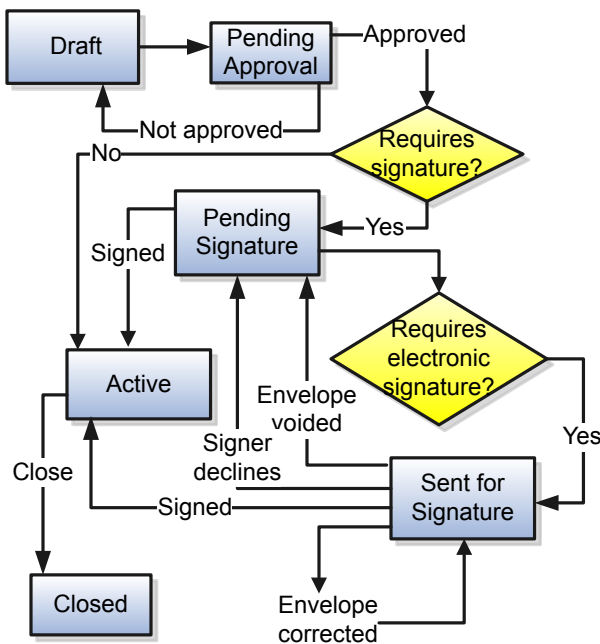 Draft
Pending
Approval
Approved
Not approved
Requires
signature?
No
Yes
Pending
Signature
Signed
Requires
electronic
signature?
Active
Envelope
voided
Signer
declines
Yes
Close
Signed
Sent for
Signature
Closed
Envelope
corrected